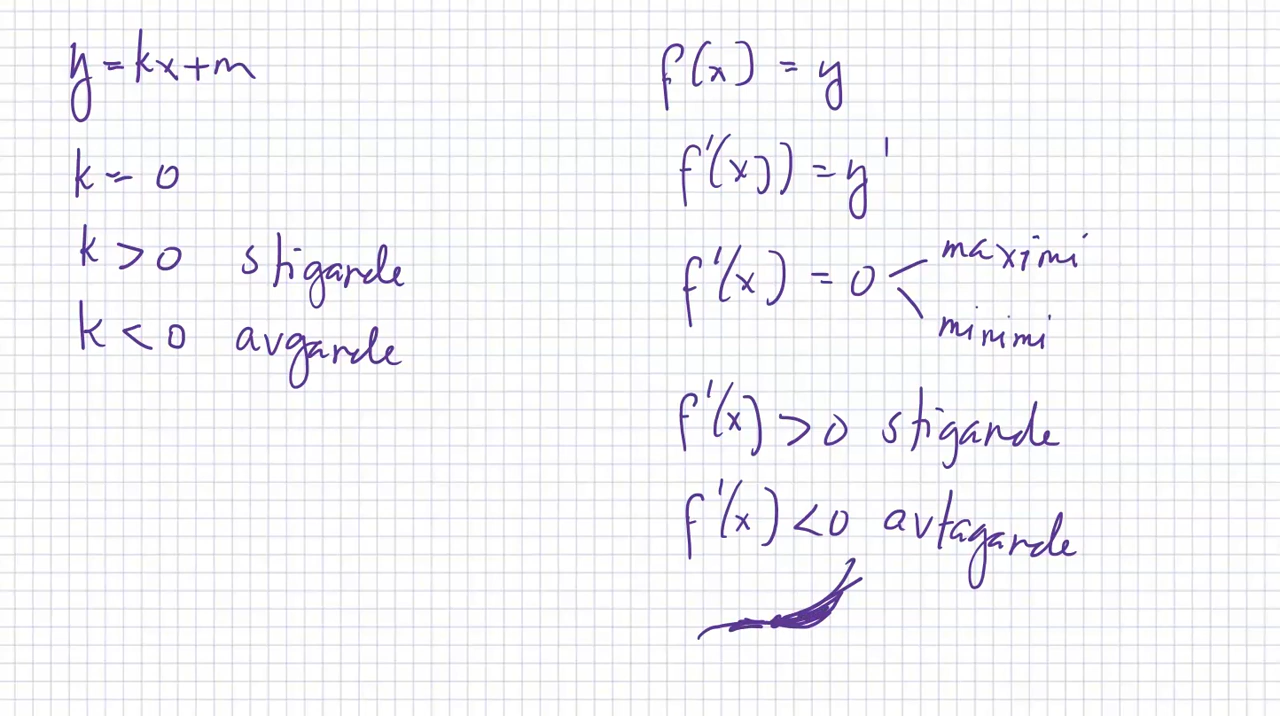 y = kx + m
k = 0
k > 0 stigande
k < 0 avgande
f(x) = y
f'(x)) = y'
f'(x) = 0
maximi
minimi
f'(x) > 0 stigande
f'(x) < 0 avtagande